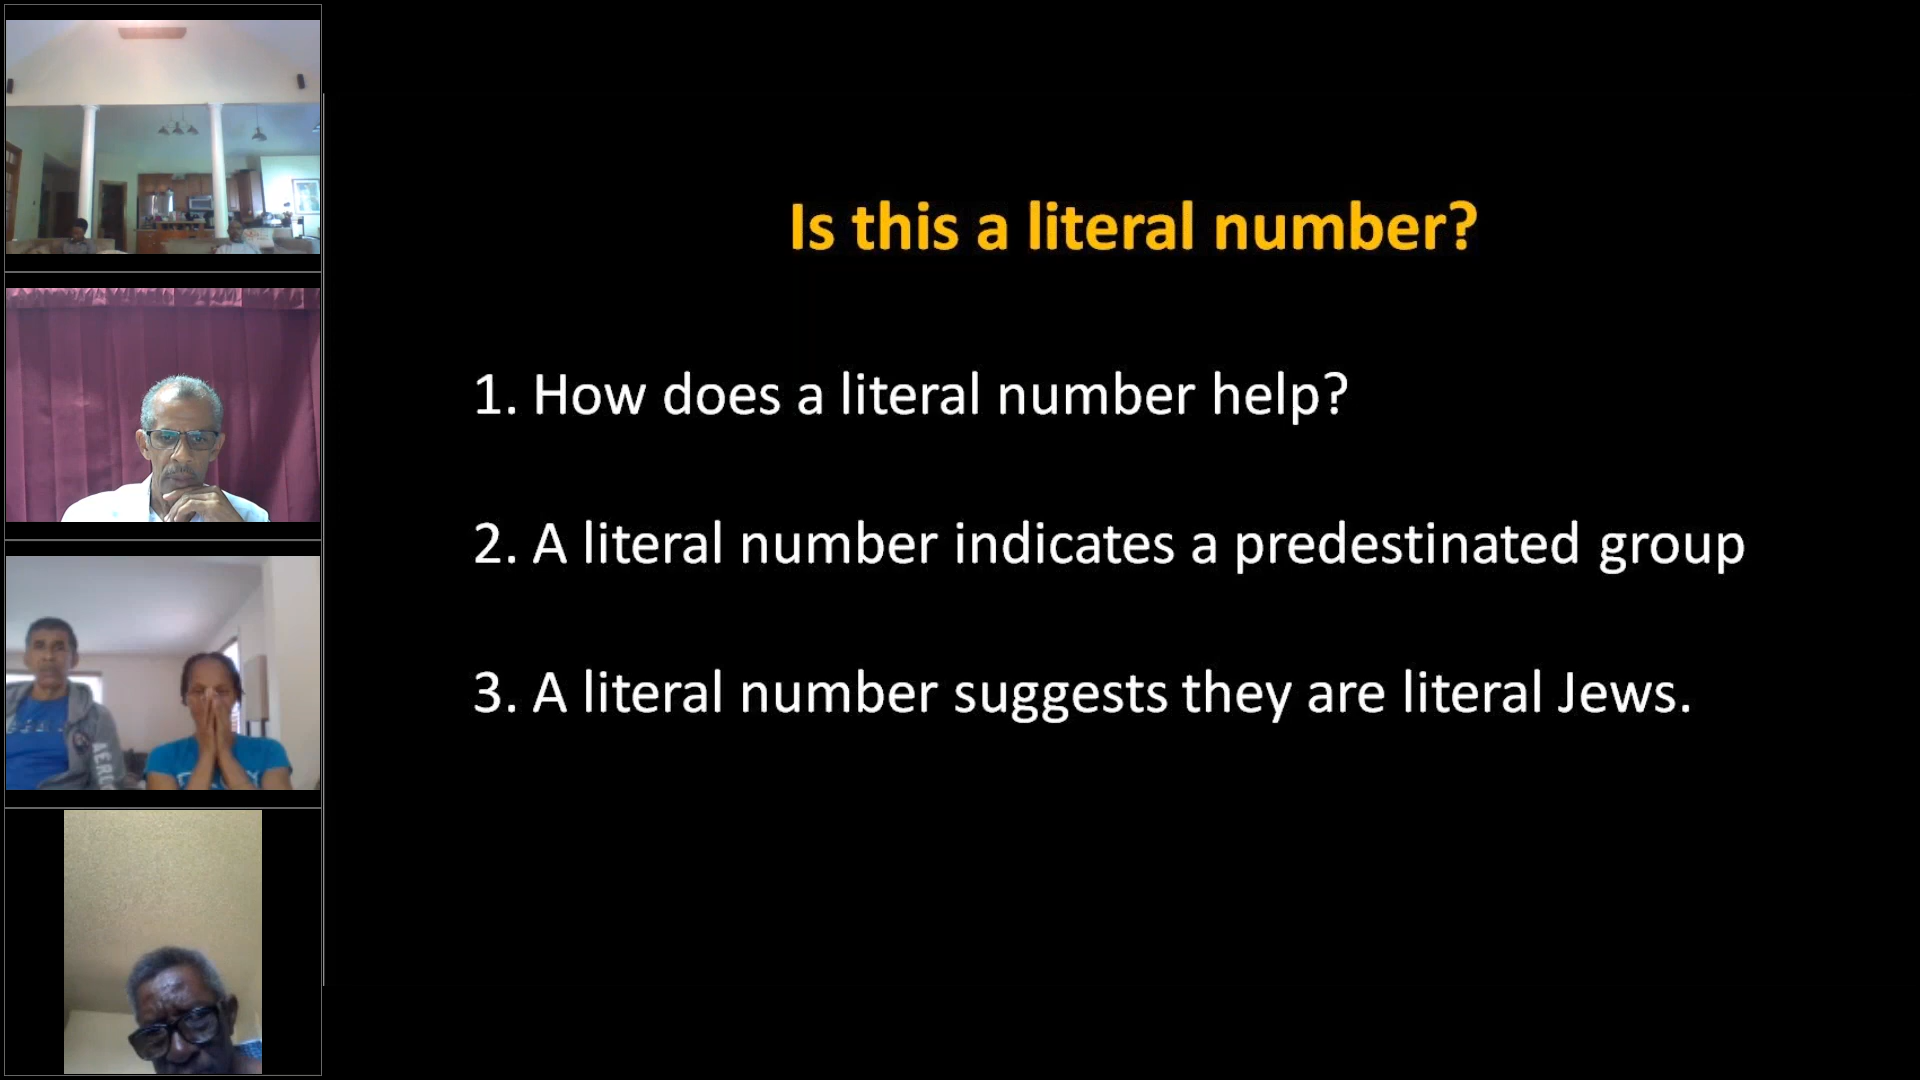 Is this a literal number?
1. How does a literal number help?
2. A literal number indicates a predestinated group
3. A literal number suggests they are literal Jews.
AERO